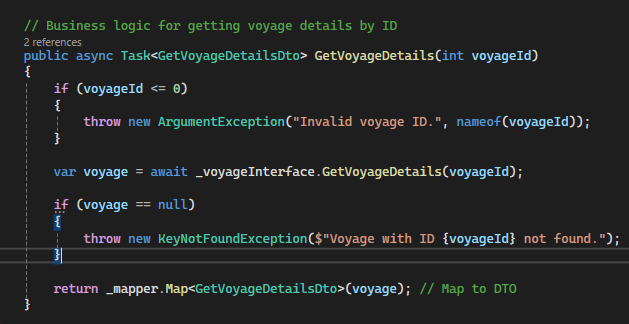 // Business logic for getting voyage details by ID
2 references
public async Task<GetVoyageDetailsDto> GetVoyageDetails(int voyageId)
{
if (voyageId <= 0)
{
throw new ArgumentException("Invalid voyage ID.", nameof(voyageId));
}
var voyage = await _voyageInterface.GetVoyageDetails(voyageId);
if (voyage == null)
{
throw new KeyNotFoundException($"Voyage with ID {voyageId} not found.");
}
return _mapper.Map<GetVoyageDetailsDto>(voyage); // Map to DTO
}